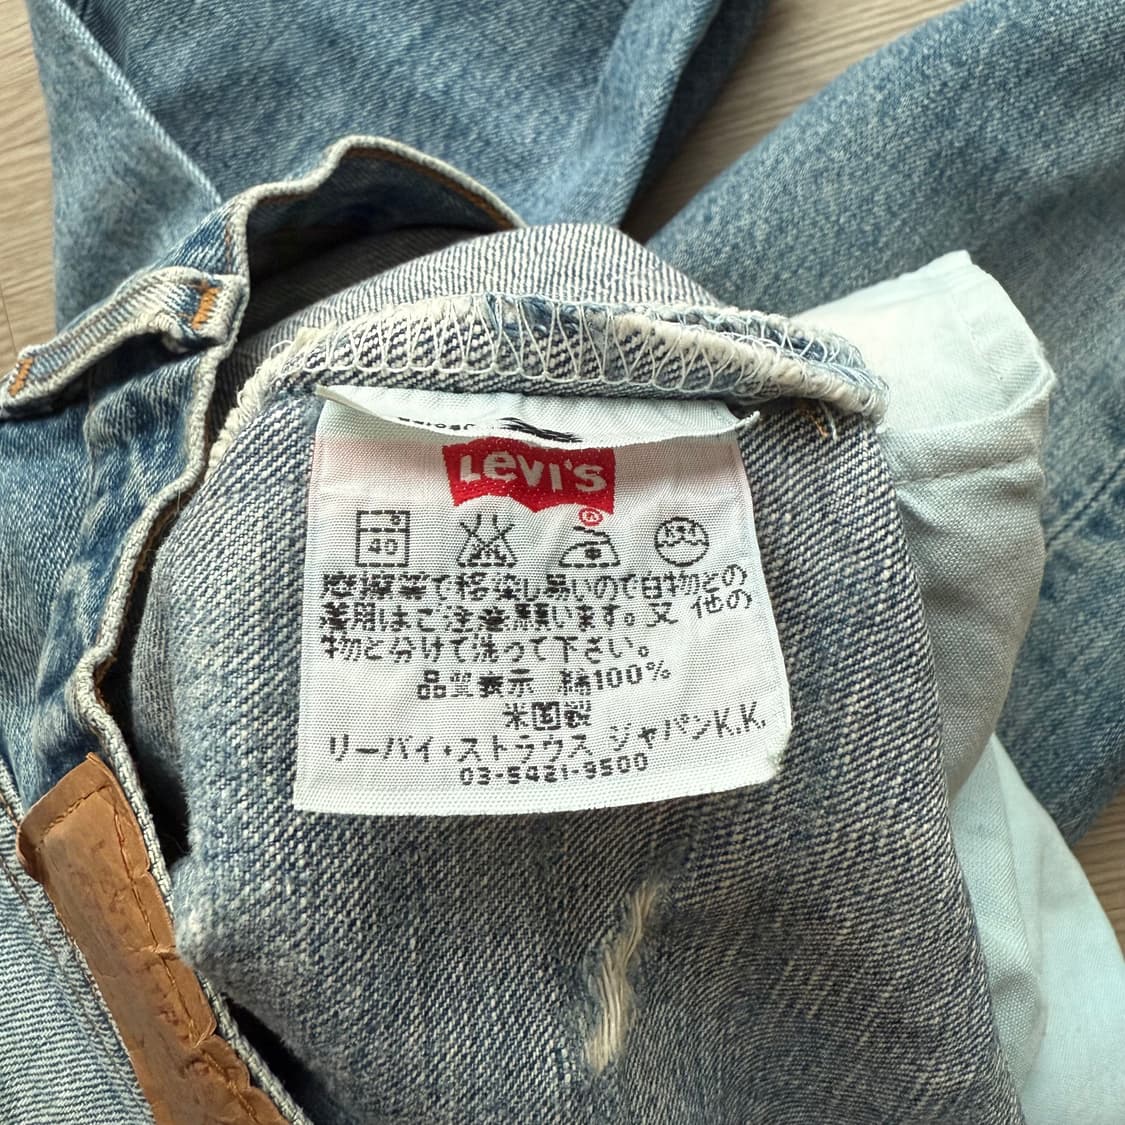 Levi's
®
40
摩擦等で移染し易いので白物との
着用はご注意願います。又他の
物と分けて洗って下さい。
品質表示 綿100%
米国製
リーバイ・ストラウス ジャパンK.K.
03-5421-9500